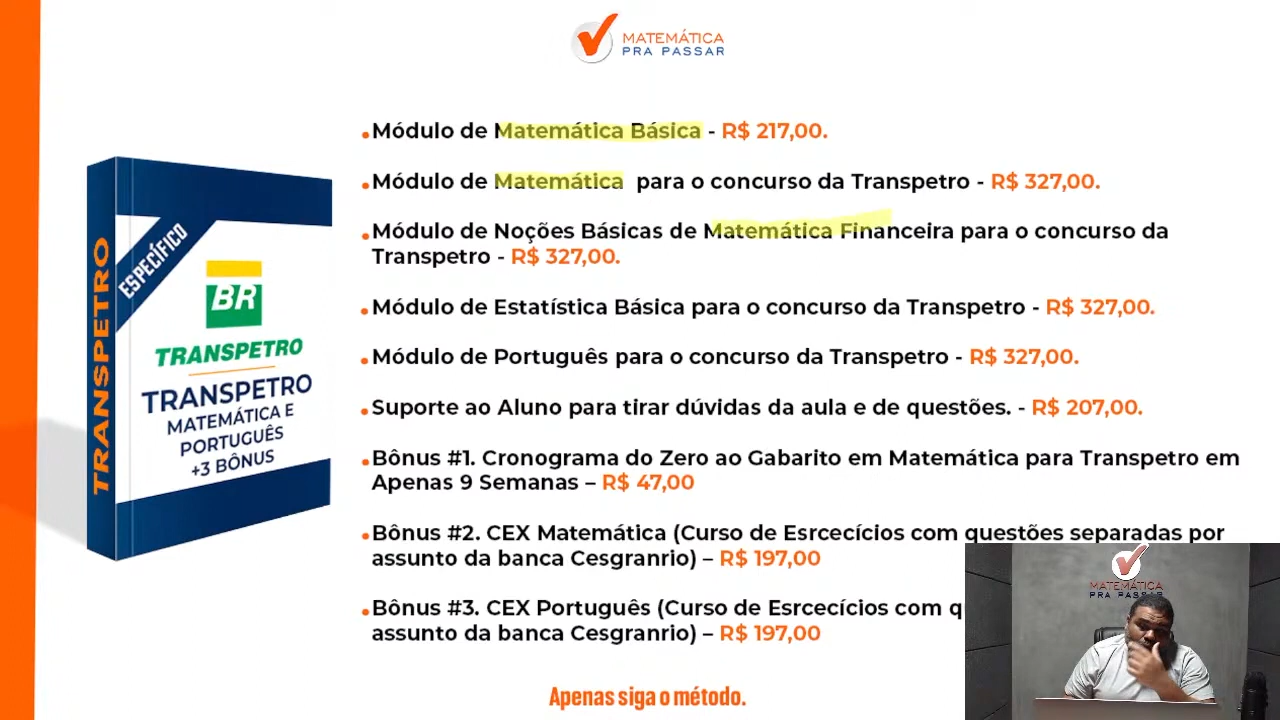 MATEMÁTICA
PRA PASSAR
Módulo de Matemática Básica - R$ 217,00.
Módulo de Matemática para o concurso da Transpetro - R$ 327,00.
Módulo de Noções Básicas de Matemática Financeira para o concurso da
Transpetro - R$ 327,00.
Módulo de Estatística Básica para o concurso da Transpetro - R$ 327,00.
Módulo de Português para o concurso da Transpetro - R$ 327,00.
Suporte ao Aluno para tirar dúvidas da aula e de questões. - R$ 207,00.
Bônus #1. Cronograma do Zero ao Gabarito em Matemática para Transpetro em
Apenas 9 Semanas – R$ 47,00
Bônus #2. CEX Matemática (Curso de Esrcecícios com questões separadas por
assunto da banca Cesgranrio) – R$ 197,00
Bônus #3. CEX Português (Curso de Esrcecícios com q
assunto da banca Cesgranrio) – R$ 197,00
TRANSPETRO
ESPECÍFICO
BR
TRANSPETRO
TRANSPETRO
MATEMÁTICA E
PORTUGUÊS
+3 BÔNUS
MATEMÁTICA
PRA PASSAR
Apenas siga o método.